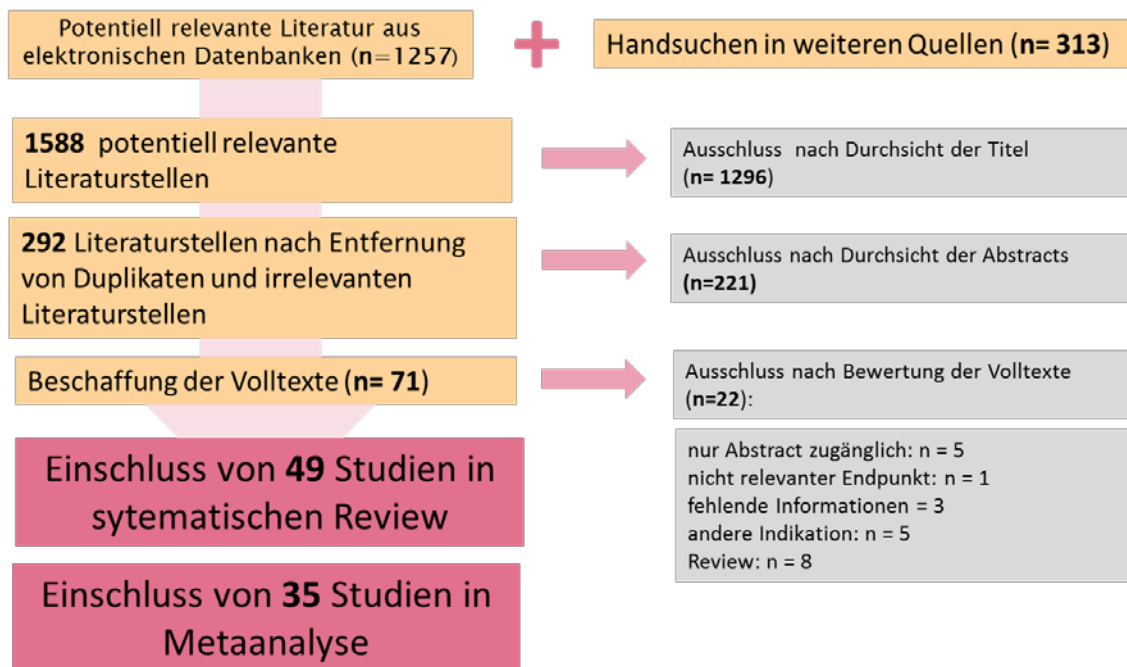 Potentiell relevante Literatur aus
elektronischen Datenbanken (n=1257)
Handsuchen in weiteren Quellen (n= 313)
1588 potentiell relevante
Literaturstellen
Ausschluss nach Durchsicht der Titel
(n= 1296)
292 Literaturstellen nach Entfernung
von Duplikaten und irrelevanten
Literaturstellen
Ausschluss nach Durchsicht der Abstracts
(n=221)
Beschaffung der Volltexte (n= 71)
Ausschluss nach Bewertung der Volltexte
(n=22):
Einschluss von 49 Studien in
sytematischen Review
nur Abstract zugänglich: n = 5
nicht relevanter Endpunkt: n = 1
fehlende Informationen = 3
andere Indikation: n = 5
Review: n = 8
Einschluss von 35 Studien in
Metaanalyse